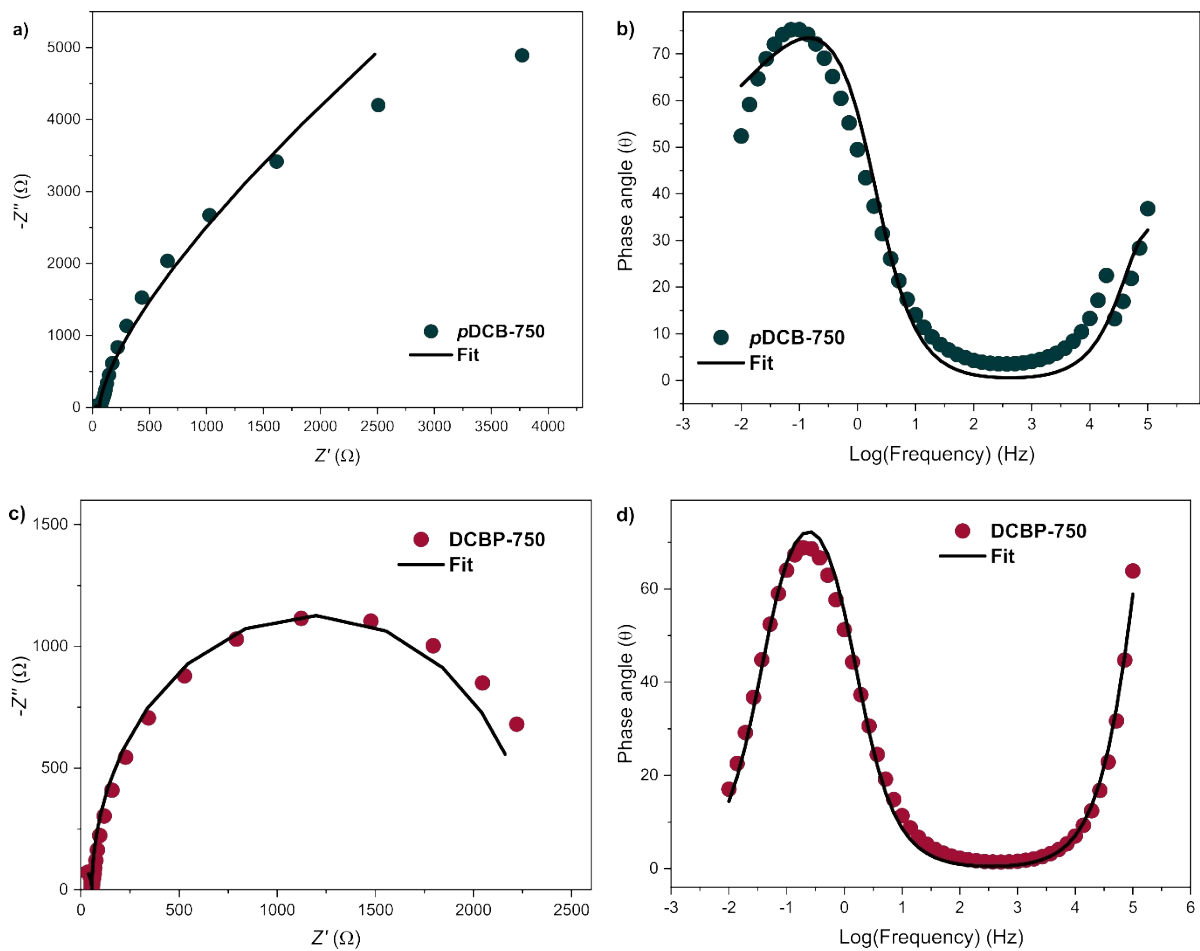 a)
5000
4000
3000
2000
1000
0
-Z'' (Ω)
pDCB-750
Fit
0 500 1000 1500 2000 2500 3000 3500 4000
Z' (Ω)
b)
70
60
50
40
30
20
10
0
Phase angle (θ)
pDCB-750
Fit
-3 -2 -1 0 1 2 3 4 5
Log(Frequency) (Hz)
c)
1500
1000
500
0
-Z'' (Ω)
DCBP-750
Fit
0 500 1000 1500 2000 2500
Z' (Ω)
d)
60
40
20
0
Phase angle (θ)
DCBP-750
Fit
-3 -2 -1 0 1 2 3 4 5 6
Log(Frequency) (Hz)